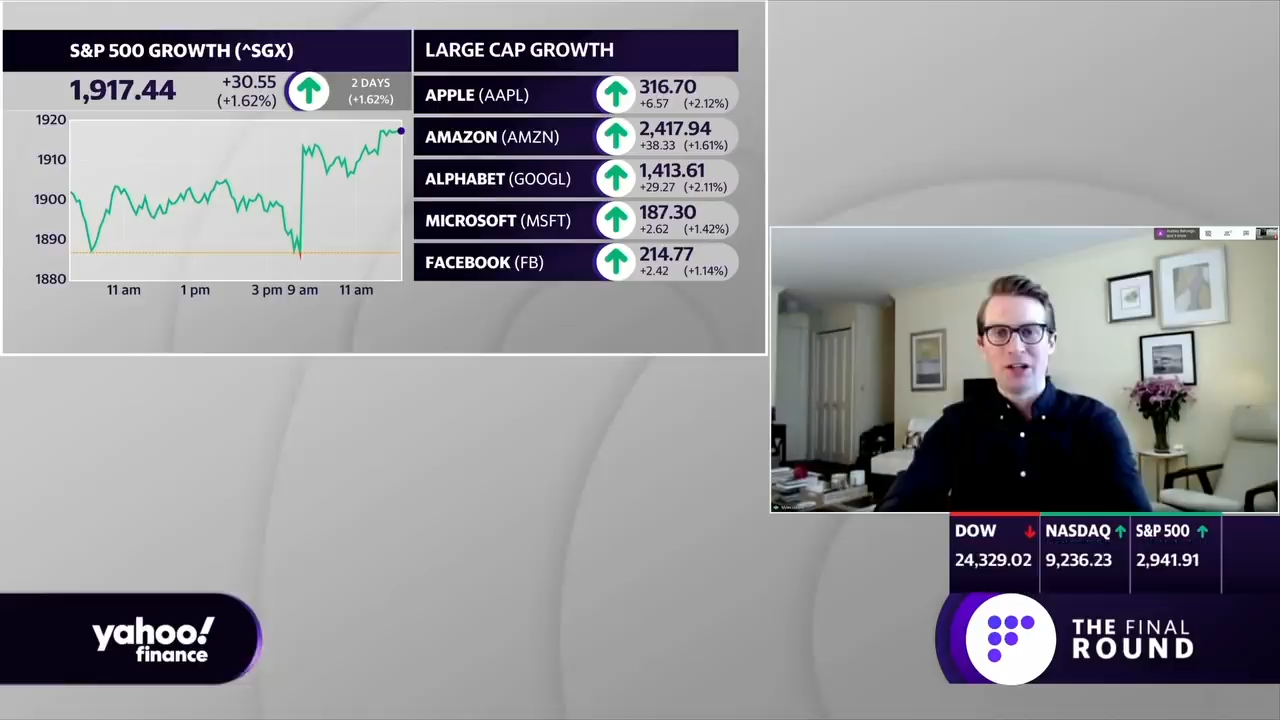 S&P 500 GROWTH (^SGX)
1,917.44
+30.55
(+1.62%)
2 DAYS
(+1.62%)
1920
1910
1900
1890
1880
11 am
1 pm
3 pm
9 am
11 am
LARGE CAP GROWTH
APPLE (AAPL)
316.70
+6.57 (+2.12%)
AMAZON (AMZN)
2,417.94
+38.33 (+1.61%)
ALPHABET (GOOGL)
1,413.61
+29.27 (+2.11%)
MICROSOFT (MSFT)
187.30
+2.62 (+1.42%)
FACEBOOK (FB)
214.77
+2.42 (+1.14%)
DOW
24,329.02
NASDAQ
9,236.23
S&P 500
2,941.91
yahoo!
finance
THE FINAL
ROUND